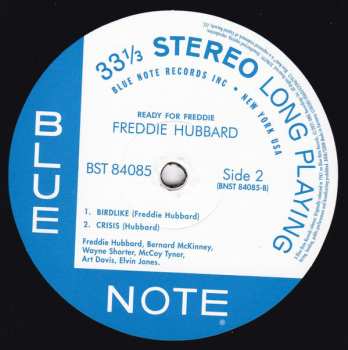 33⅓ STEREO LONG PLAYING
BLUE NOTE RECORDS INC · NEW YORK USA
READY FOR FREDDIE
FREDDIE HUBBARD
BST 84085
Side 2
(BNST 84085-B)
1. BIRDLIKE (Freddie Hubbard)
2. CRISIS (Hubbard)
Freddie Hubbard, Bernard McKinney,
Wayne Shorter, McCoy Tyner,
Art Davis, Elvin Jones.
BLUE
NOTE®